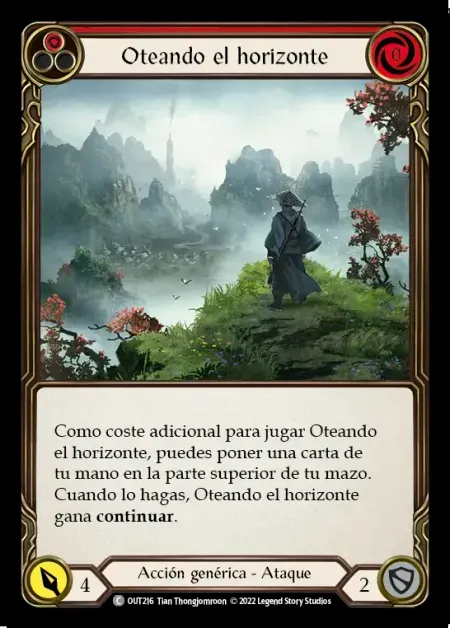 Oteando el horizonte
0
Como coste adicional para jugar Oteando
el horizonte, puedes poner una carta de
tu mano en la parte superior de tu mazo.
Cuando lo hagas, Oteando el horizonte
gana continuar.
4
Acción genérica - Ataque
2
C OUT216 Tian Thongjomroon © 2022 Legend Story Studios